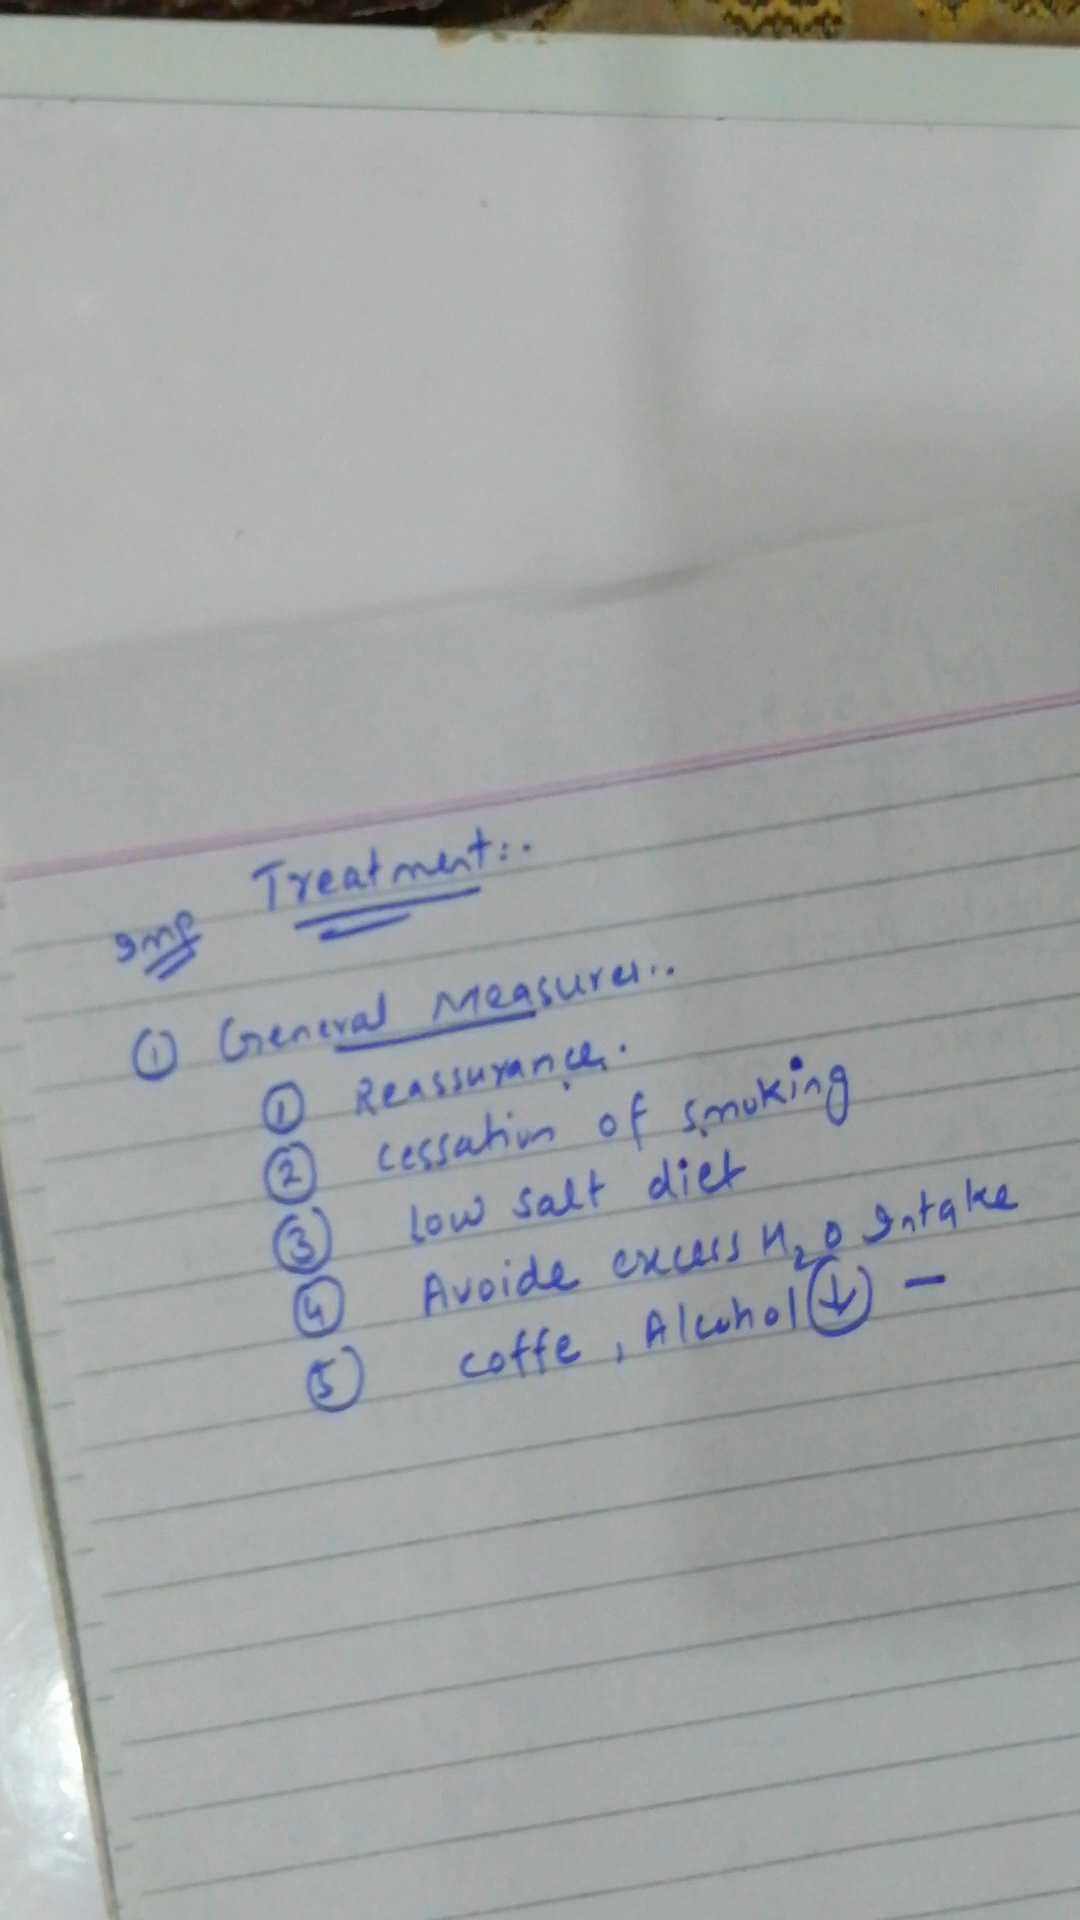 Treatment:.
Imp
① General Measures:.
① Reassurance.
② cessation of smoking
③ low salt diet
④ Avoide excess H₂O Intake
⑤ coffe, Alcohol ↓ –